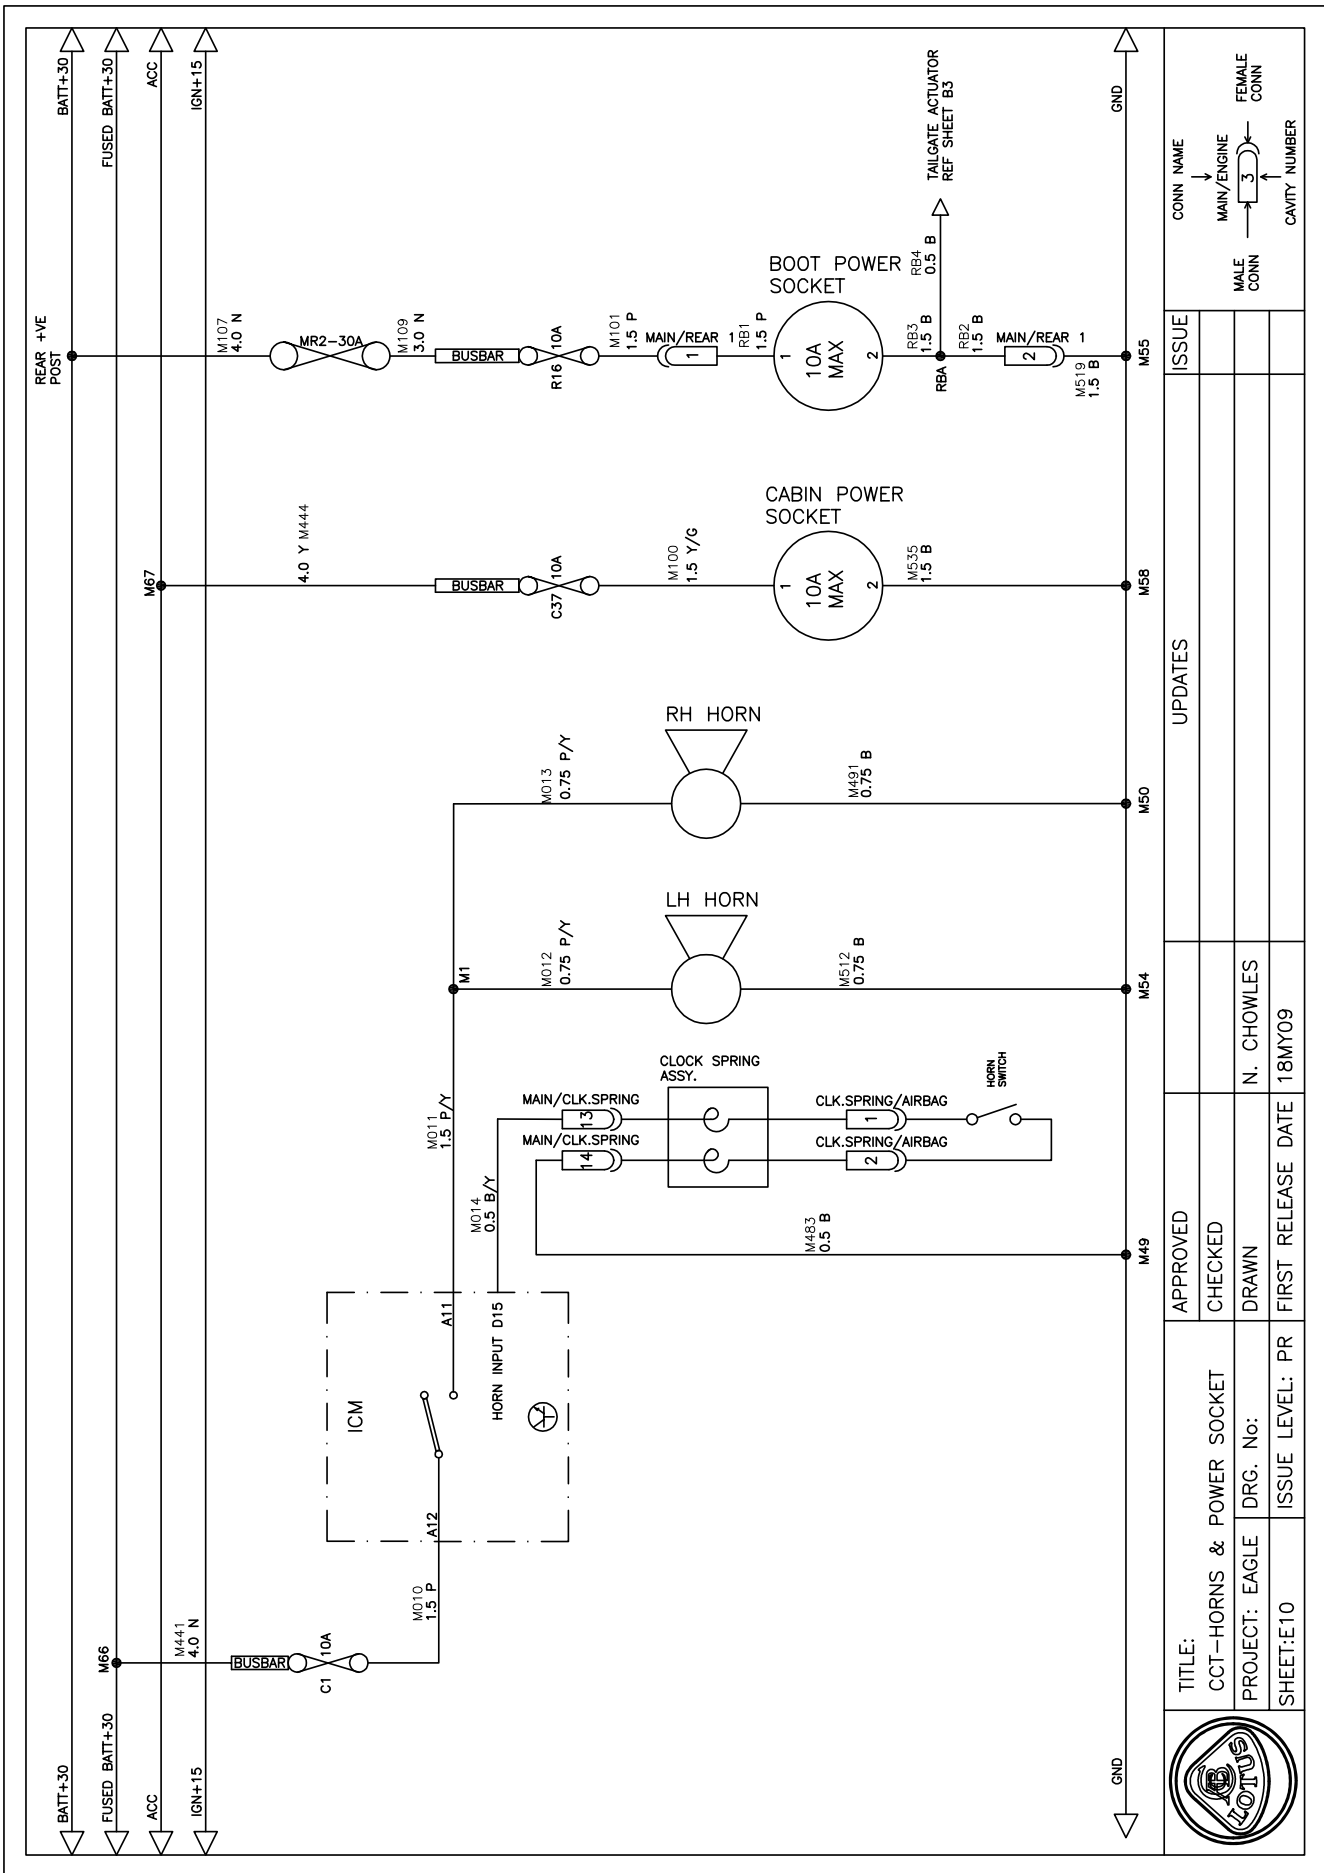 BATT+30
FUSED BATT+30
ACC
IGN+15
BATT+30
FUSED BATT+30
ACC
IGN+15
M66
M441
4.0 N
BUSBAR
C1 10A
M010
1.5 P
A12
ICM
A11
HORN INPUT D15
M011
1.5 P/Y
M014
0.5 B/Y
MAIN/CLK.SPRING
13
MAIN/CLK.SPRING
14
CLOCK SPRING
ASSY.
CLK.SPRING/AIRBAG
1
CLK.SPRING/AIRBAG
2
HORN
SWITCH
M483
0.5 B
M49
M1
M012
0.75 P/Y
LH HORN
M512
0.75 B
M54
M013
0.75 P/Y
RH HORN
M491
0.75 B
M50
M67
4.0 Y M444
BUSBAR
C37 10A
M100
1.5 Y/G
CABIN POWER
SOCKET
1
10A
MAX
2
M535
1.5 B
M58
REAR +VE
POST
M107
4.0 N
MR2-30A
M109
3.0 N
BUSBAR
R16 10A
M101
1.5 P
MAIN/REAR 1
1
RB1
1.5 P
BOOT POWER
SOCKET
1
10A
MAX
2
RB3
1.5 B
RB4
0.5 B
TAILGATE ACTUATOR
REF SHEET B3
RBA
RB2
1.5 B
MAIN/REAR 1
2
M519
1.5 B
M55
GND
GND
LOTUS
TITLE:
CCT-HORNS & POWER SOCKET
PROJECT: EAGLE
DRG. No:
SHEET:E10
ISSUE LEVEL: PR
APPROVED
CHECKED
DRAWN
N. CHOWLES
FIRST RELEASE DATE
18MY09
UPDATES
ISSUE
CONN NAME
MAIN/ENGINE
MALE
CONN
3
FEMALE
CONN
CAVITY NUMBER